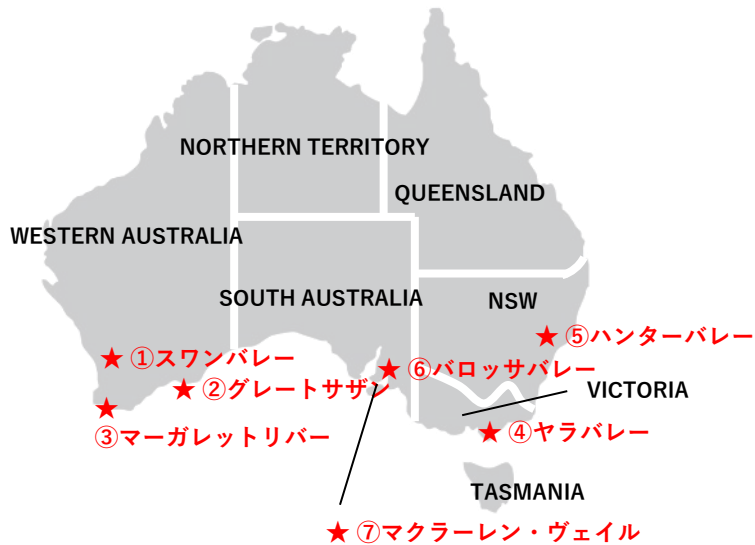 NORTHERN TERRITORY
QUEENSLAND
WESTERN AUSTRALIA
SOUTH AUSTRALIA
NSW
⑤ハンターバレー
①スワンバレー
⑥バロッサバレー
②グレートサザン
VICTORIA
③マーガレットリバー
④ヤラバレー
TASMANIA
⑦マクラーレン・ヴェイル